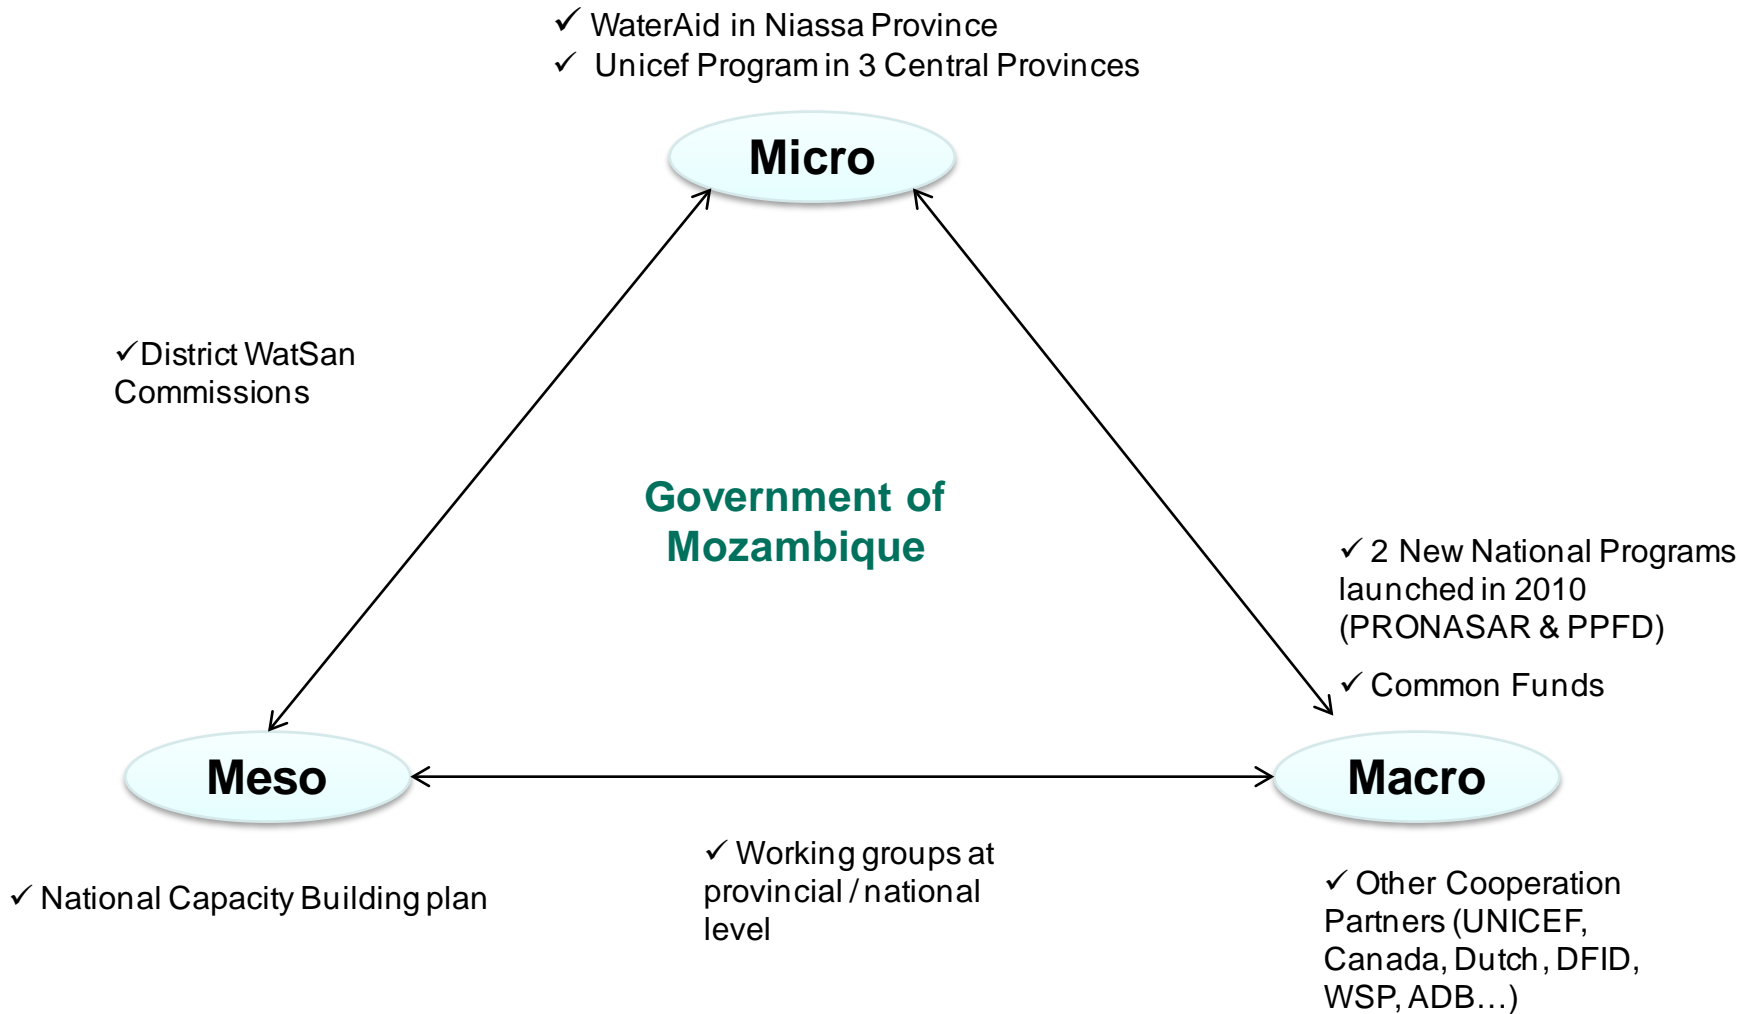 ✓ WaterAid in Niassa Province
✓ Unicef Program in 3 Central Provinces
Micro
✓District WatSan
Commissions
Government of
Mozambique
✓ 2 New National Programs
launched in 2010
(PRONASAR & PPFD)
✓ Common Funds
Meso
Macro
✓ National Capacity Building plan
✓ Working groups at
provincial / national
level
✓ Other Cooperation
Partners (UNICEF,
Canada, Dutch, DFID,
WSP, ADB…)